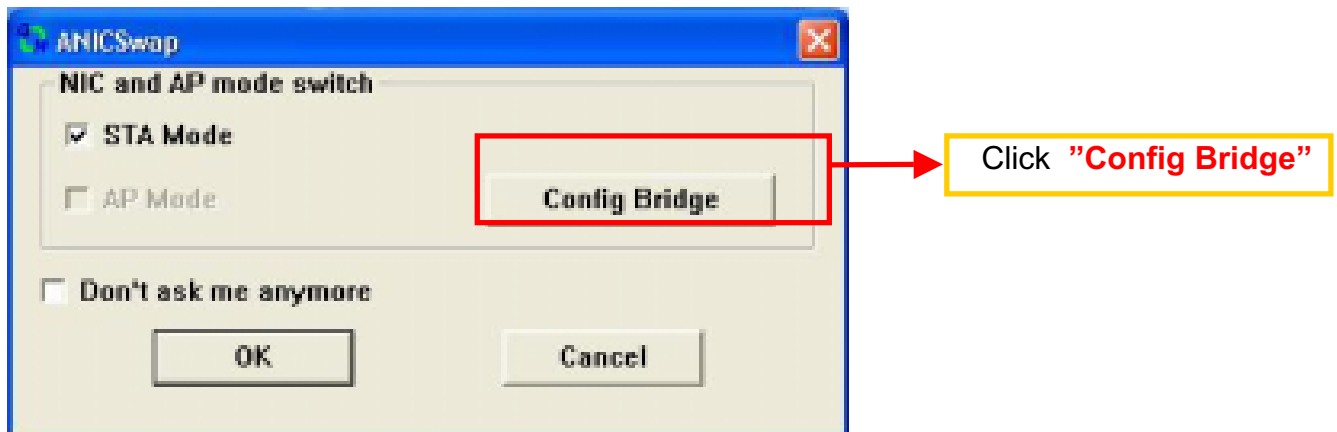 ANICSwap
NIC and AP mode switch
STA Mode
AP Mode
Config Bridge
Click ”Config Bridge”
Don't ask me anymore
OK
Cancel